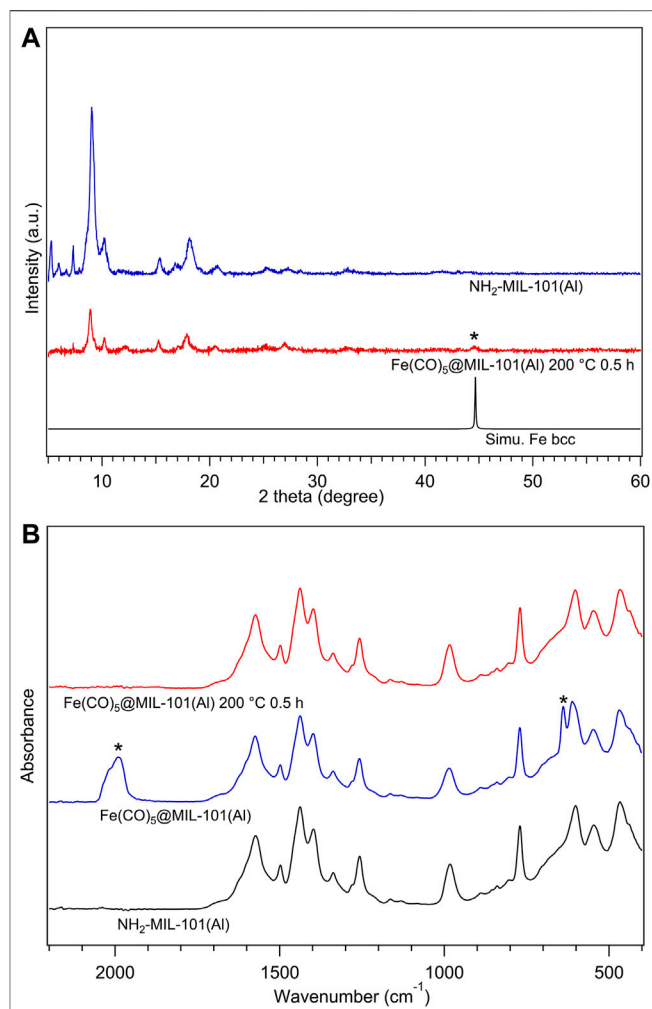 A
Intensity (a.u.)
NH₂-MIL-101(Al)
*
Fe(CO)₅@MIL-101(Al) 200 °C 0.5 h
Simu. Fe bcc
10 20 30 40 50 60
2 theta (degree)
B
Absorbance
Fe(CO)₅@MIL-101(Al) 200 °C 0.5 h
* *
Fe(CO)₅@MIL-101(Al)
NH₂-MIL-101(Al)
2000 1500 1000 500
Wavenumber (cm⁻¹)